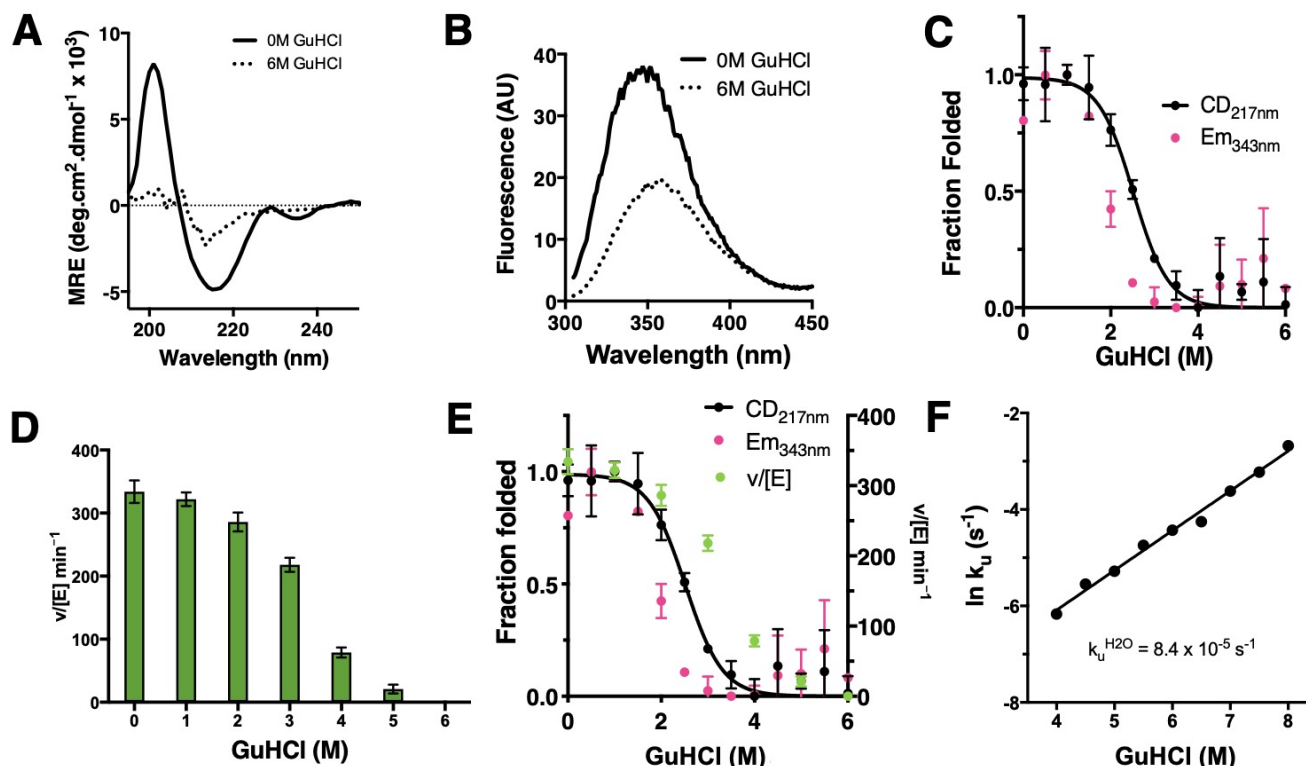 A
10
5
0
-5
MRE (deg.cm².dmol⁻¹ x 10³)
200
220
240
Wavelength (nm)
0M GuHCl
6M GuHCl
B
40
30
20
10
0
Fluorescence (AU)
300
350
400
450
Wavelength (nm)
0M GuHCl
6M GuHCl
C
1.0
0.5
0.0
Fraction Folded
0
2
4
6
GuHCl (M)
CD217nm
Em343nm
D
400
300
200
100
0
v/[E] min⁻¹
0
1
2
3
4
5
6
GuHCl (M)
E
1.0
0.5
0.0
Fraction folded
0
2
4
6
GuHCl (M)
CD217nm
Em343nm
v/[E]
400
300
200
100
0
v/[E] min⁻¹
F
-2
-4
-6
-8
ln kᵤ (s⁻¹)
4
5
6
7
8
GuHCl (M)
kᵤᴴ²ᴼ = 8.4 x 10⁻⁵ s⁻¹